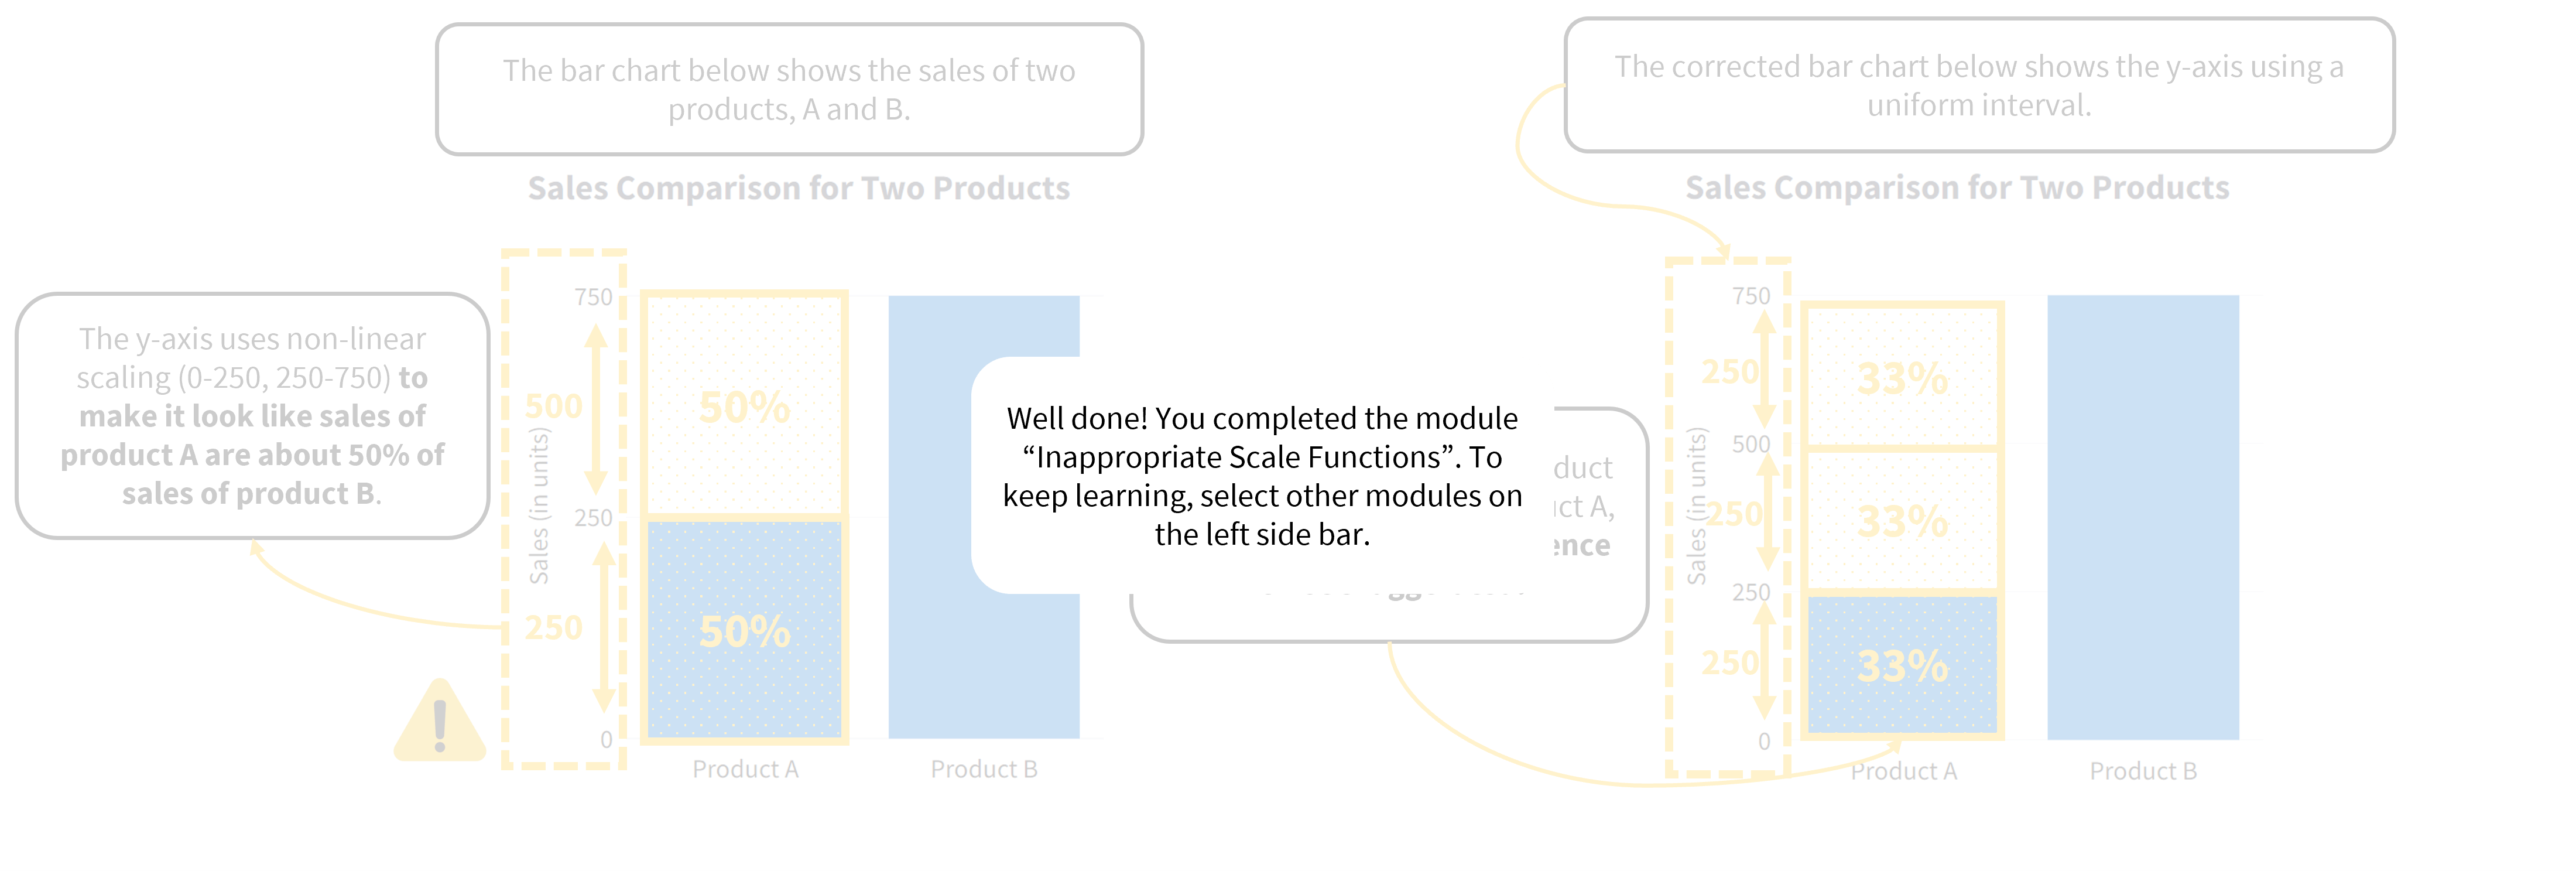 The bar chart below shows the sales of two
products, A and B.
Sales Comparison for Two Products
The y-axis uses non-linear
scaling (0-250, 250-750) to
make it look like sales of
product A are about 50% of
sales of product B.
Sales (in units)
750
500
250
250
0
50%
50%
Product A
Product B
Well done! You completed the module
“Inappropriate Scale Functions”. To
keep learning, select other modules on
the left side bar.
The corrected bar chart below shows the y-axis using a
uniform interval.
Sales Comparison for Two Products
Sales (in units)
750
250
500
250
250
250
0
33%
33%
33%
Product A
Product B